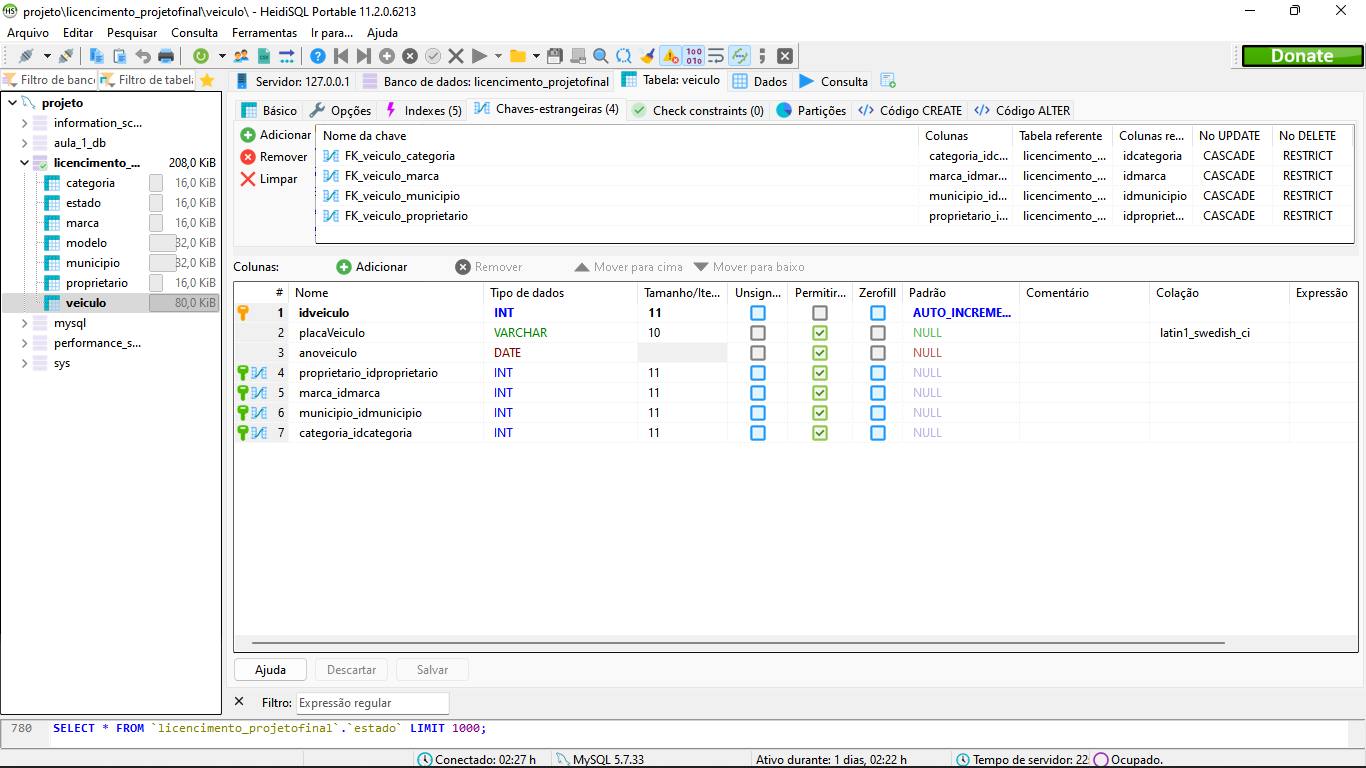 projeto\licencimento_projetofinal\veiculo\ - HeidiSQL Portable 11.2.0.6213
Arquivo Editar Pesquisar Consulta Ferramentas Ir para... Ajuda
Donate
Filtro de banc Filtro de tabela
Servidor: 127.0.0.1 Banco de dados: licencimento_projetofinal Tabela: veiculo Dados Consulta
projeto
information_sc...
aula_1_db
licencimento_... 208,0 KiB
categoria 16,0 KiB
estado 16,0 KiB
marca 16,0 KiB
modelo 32,0 KiB
municipio 32,0 KiB
proprietario 16,0 KiB
veiculo 80,0 KiB
mysql
performance_s...
sys
Básico Opções Indexes (5) Chaves-estrangeiras (4) Check constraints (0) Partições Código CREATE Código ALTER
Adicionar
Remover
Limpar
Nome da chave Colunas Tabela referente Colunas re... No UPDATE No DELETE
FK_veiculo_categoria categoria_idc... licencimento_... idcategoria CASCADE RESTRICT
FK_veiculo_marca marca_idmar... licencimento_... idmarca CASCADE RESTRICT
FK_veiculo_municipio municipio_id... licencimento_... idmunicipio CASCADE RESTRICT
FK_veiculo_proprietario proprietario_i... licencimento_... idpropriet... CASCADE RESTRICT
Colunas: Adicionar Remover Mover para cima Mover para baixo
# Nome Tipo de dados Tamanho/Ite... Unsign... Permitir... Zerofill Padrão Comentário Colação Expressão
1 idveiculo INT 11 AUTO_INCREME...
2 placaVeiculo VARCHAR 10 NULL latin1_swedish_ci
3 anoveiculo DATE NULL
4 proprietario_idproprietario INT 11 NULL
5 marca_idmarca INT 11 NULL
6 municipio_idmunicipio INT 11 NULL
7 categoria_idcategoria INT 11 NULL
Ajuda Descartar Salvar
Filtro: Expressão regular
780 SELECT * FROM `licencimento_projetofinal`.`estado` LIMIT 1000;
Conectado: 02:27 h MySQL 5.7.33 Ativo durante: 1 dias, 02:22 h Tempo de servidor: 22 Ocupado.